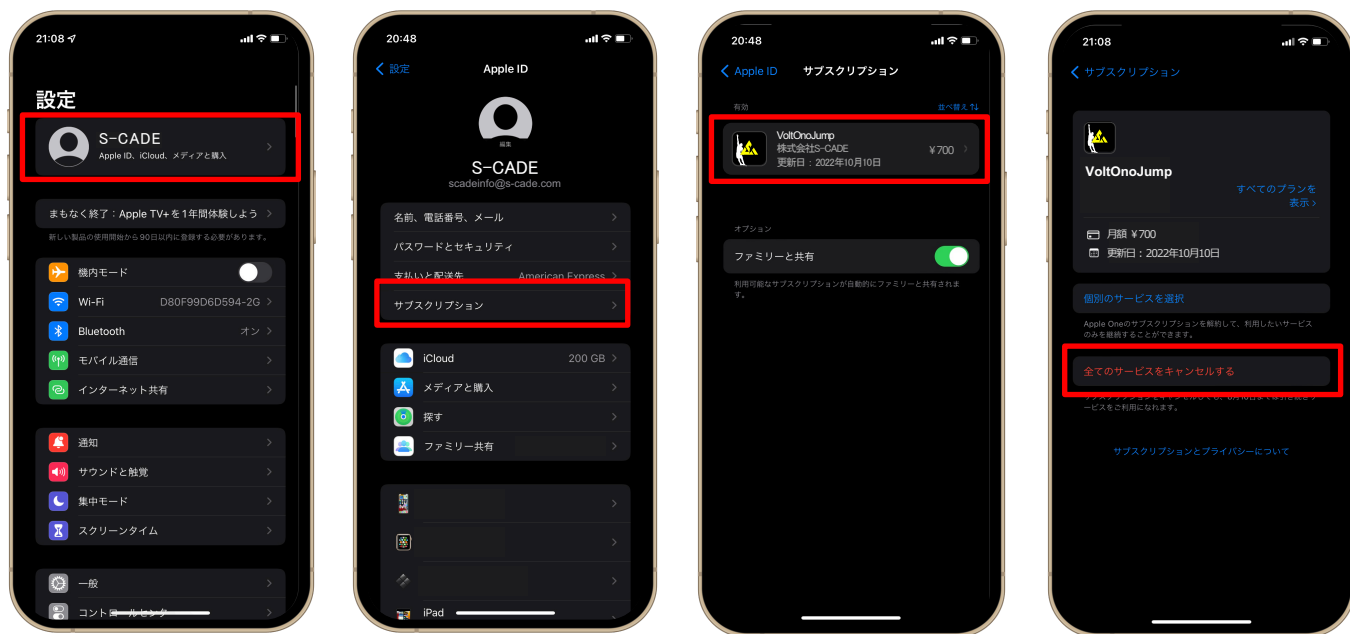 21:08
設定
S-CADE
Apple ID、iCloud、メディアと購入
まもなく終了：Apple TV+を1年間体験しよう
新しい製品の使用開始から90日以内に登録する必要があります。
機内モード
Wi-Fi D80F99D6D594-2G
Bluetooth オン
モバイル通信
インターネット共有
通知
サウンドと触覚
集中モード
スクリーンタイム
一般
コントロールセンター
20:48
設定 Apple ID
編集
S-CADE
scadeinfo@s-cade.com
名前、電話番号、メール
パスワードとセキュリティ
支払いと配送先 American Express
サブスクリプション
iCloud 200 GB
メディアと購入
探す
ファミリー共有
iPad
20:48
Apple ID サブスクリプション
有効 並べ替え
VoltOnoJump
株式会社S-CADE ¥700
更新日：2022年10月10日
オプション
ファミリーと共有
利用可能なサブスクリプションが自動的にファミリーと共有されま
す。
21:08
サブスクリプション
VoltOnoJump
すべてのプランを
表示
月額 ¥700
更新日：2022年10月10日
個別のサービスを選択
Apple Oneのサブスクリプションを解約して、利用したいサービス
のみを継続することができます。
全てのサービスをキャンセルする
ービスをご利用になれます。
サブスクリプションとプライバシーについて